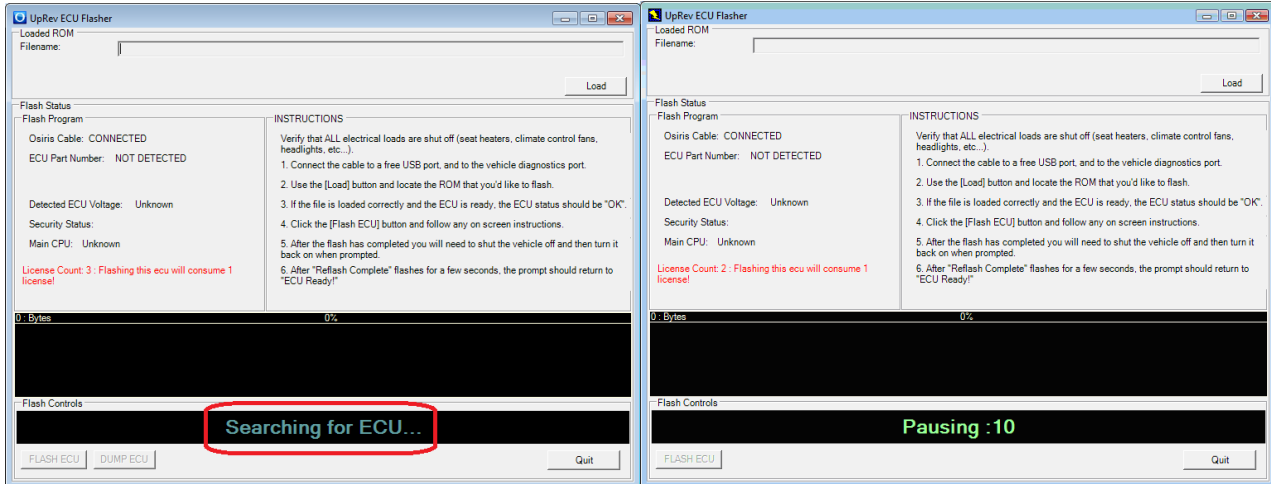 UpRev ECU Flasher
Loaded ROM
Filename:
Load
Flash Status
Flash Program
Osiris Cable: CONNECTED
ECU Part Number: NOT DETECTED
Detected ECU Voltage: Unknown
Security Status:
Main CPU: Unknown
License Count: 3 : Flashing this ecu will consume 1
license!
INSTRUCTIONS
Verify that ALL electrical loads are shut off (seat heaters, climate control fans,
headlights, etc...).
1. Connect the cable to a free USB port, and to the vehicle diagnostics port.
2. Use the [Load] button and locate the ROM that you'd like to flash.
3. If the file is loaded correctly and the ECU is ready, the ECU status should be "OK".
4. Click the [Flash ECU] button and follow any on screen instructions.
5. After the flash has completed you will need to shut the vehicle off and then turn it
back on when prompted.
6. After "Reflash Complete" flashes for a few seconds, the prompt should return to
"ECU Ready!"
0 : Bytes 0%
Flash Controls
Searching for ECU...
FLASH ECU DUMP ECU Quit
UpRev ECU Flasher
Loaded ROM
Filename:
Load
Flash Status
Flash Program
Osiris Cable: CONNECTED
ECU Part Number: NOT DETECTED
Detected ECU Voltage: Unknown
Security Status:
Main CPU: Unknown
License Count: 2 : Flashing this ecu will consume 1
license!
INSTRUCTIONS
Verify that ALL electrical loads are shut off (seat heaters, climate control fans,
headlights, etc...).
1. Connect the cable to a free USB port, and to the vehicle diagnostics port.
2. Use the [Load] button and locate the ROM that you'd like to flash.
3. If the file is loaded correctly and the ECU is ready, the ECU status should be "OK".
4. Click the [Flash ECU] button and follow any on screen instructions.
5. After the flash has completed you will need to shut the vehicle off and then turn it
back on when prompted.
6. After "Reflash Complete" flashes for a few seconds, the prompt should return to
"ECU Ready!"
0 : Bytes 0%
Flash Controls
Pausing :10
FLASH ECU Quit